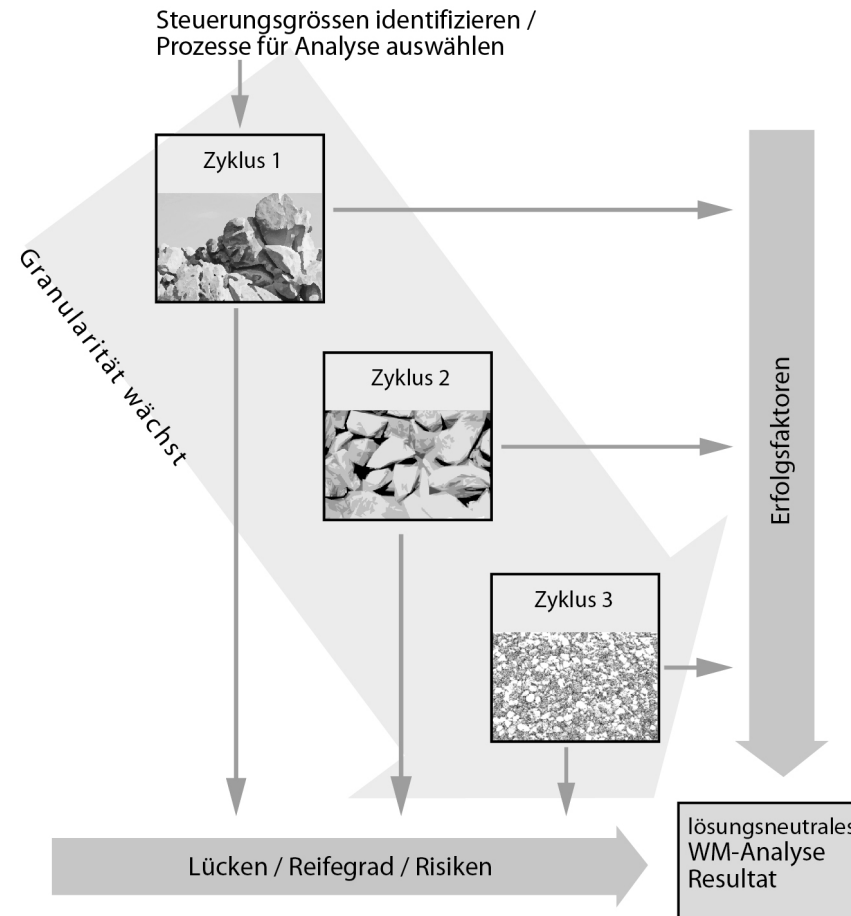 Steuerungsgrössen identifizieren /
Prozesse für Analyse auswählen
Zyklus 1
Granularität wächst
Zyklus 2
Erfolgsfaktoren
Zyklus 3
Lücken / Reifegrad / Risiken
lösungsneutrales
WM-Analyse
Resultat